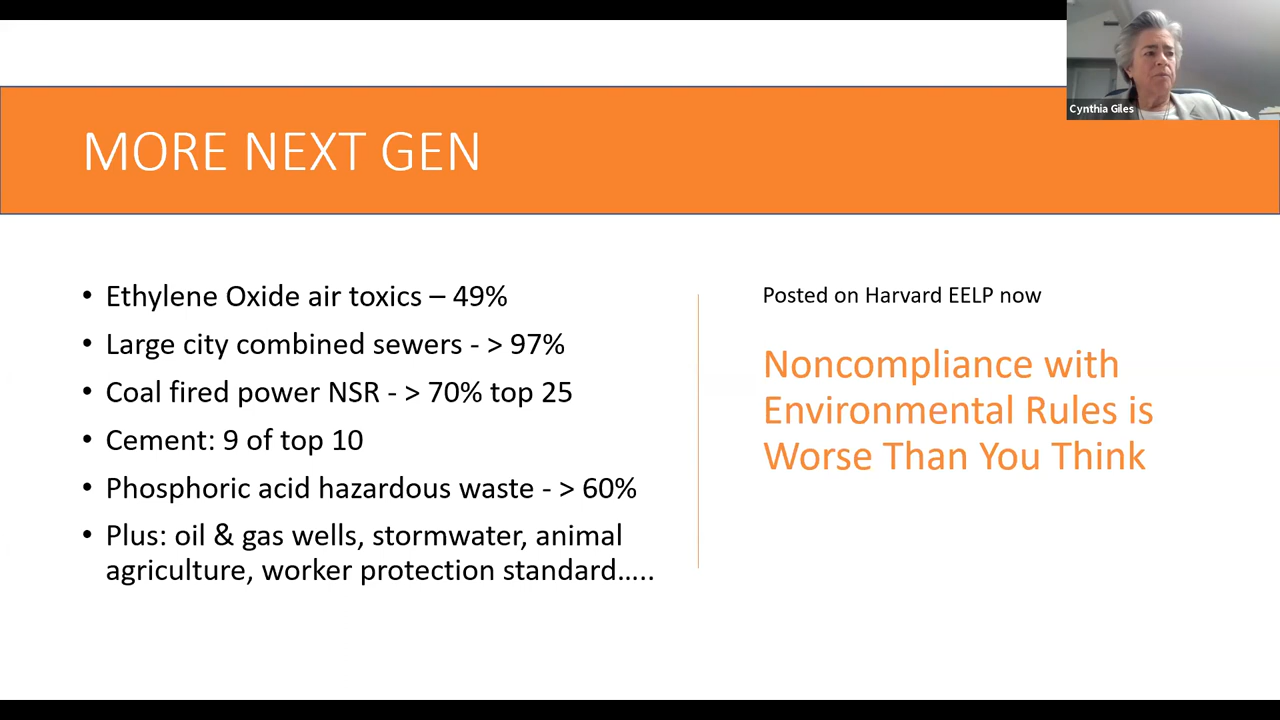 Cynthia Giles
MORE NEXT GEN
• Ethylene Oxide air toxics – 49%
• Large city combined sewers - > 97%
• Coal fired power NSR - > 70% top 25
• Cement: 9 of top 10
• Phosphoric acid hazardous waste - > 60%
• Plus: oil & gas wells, stormwater, animal
agriculture, worker protection standard.....
Posted on Harvard EELP now
Noncompliance with
Environmental Rules is
Worse Than You Think